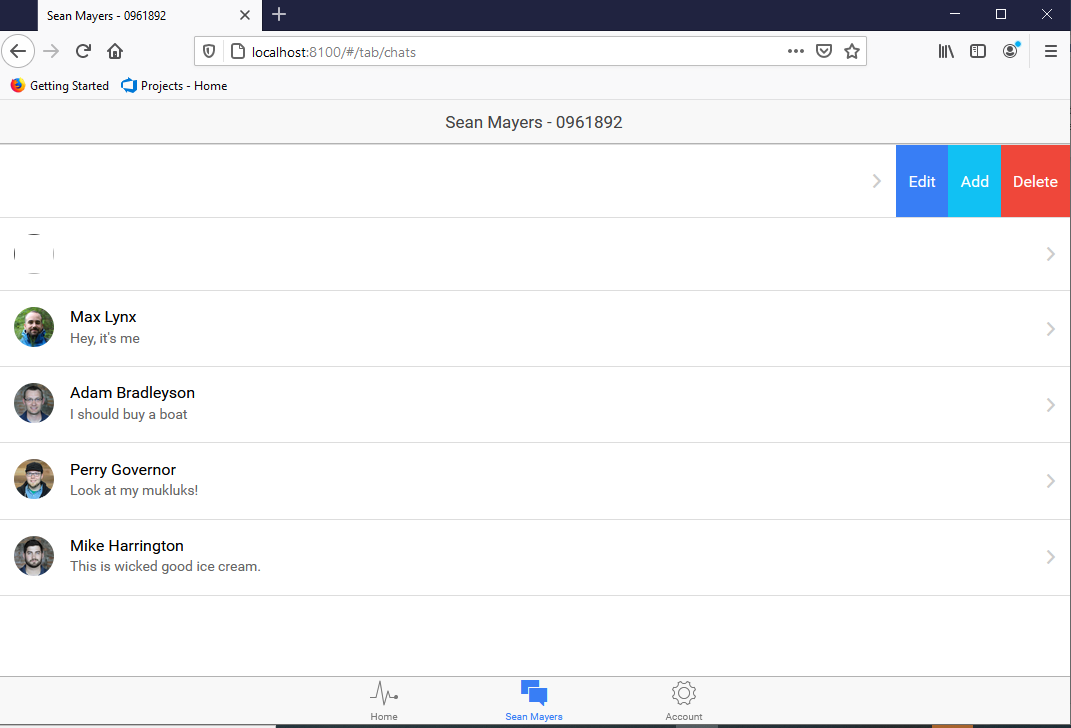 Sean Mayers - 0961892
localhost:8100/#/tab/chats
Getting Started Projects - Home
Sean Mayers - 0961892
Edit Add Delete
Max Lynx
Hey, it's me
Adam Bradleyson
I should buy a boat
Perry Governor
Look at my mukluks!
Mike Harrington
This is wicked good ice cream.
Home Sean Mayers Account